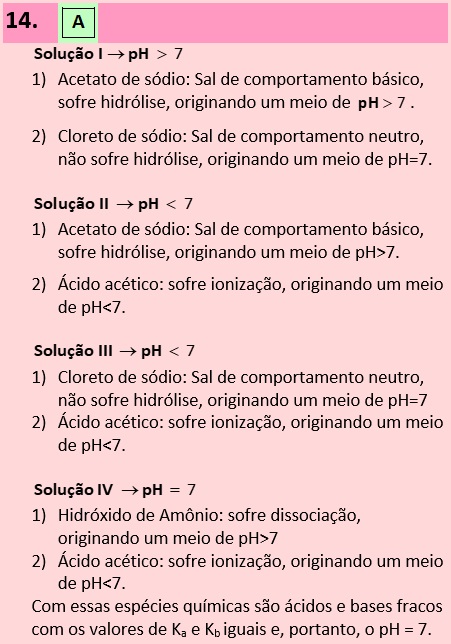 14. A
Solução I → pH > 7
1) Acetato de sódio: Sal de comportamento básico,
sofre hidrólise, originando um meio de pH > 7 .
2) Cloreto de sódio: Sal de comportamento neutro,
não sofre hidrólise, originando um meio de pH=7.
Solução II → pH < 7
1) Acetato de sódio: Sal de comportamento básico,
sofre hidrólise, originando um meio de pH>7.
2) Ácido acético: sofre ionização, originando um meio
de pH<7.
Solução III → pH < 7
1) Cloreto de sódio: Sal de comportamento neutro,
não sofre hidrólise, originando um meio de pH=7
2) Ácido acético: sofre ionização, originando um meio
de pH<7.
Solução IV → pH = 7
1) Hidróxido de Amônio: sofre dissociação,
originando um meio de pH>7
2) Ácido acético: sofre ionização, originando um meio
de pH<7.
Com essas espécies químicas são ácidos e bases fracos
com os valores de Kₐ e K_b iguais e, portanto, o pH = 7.